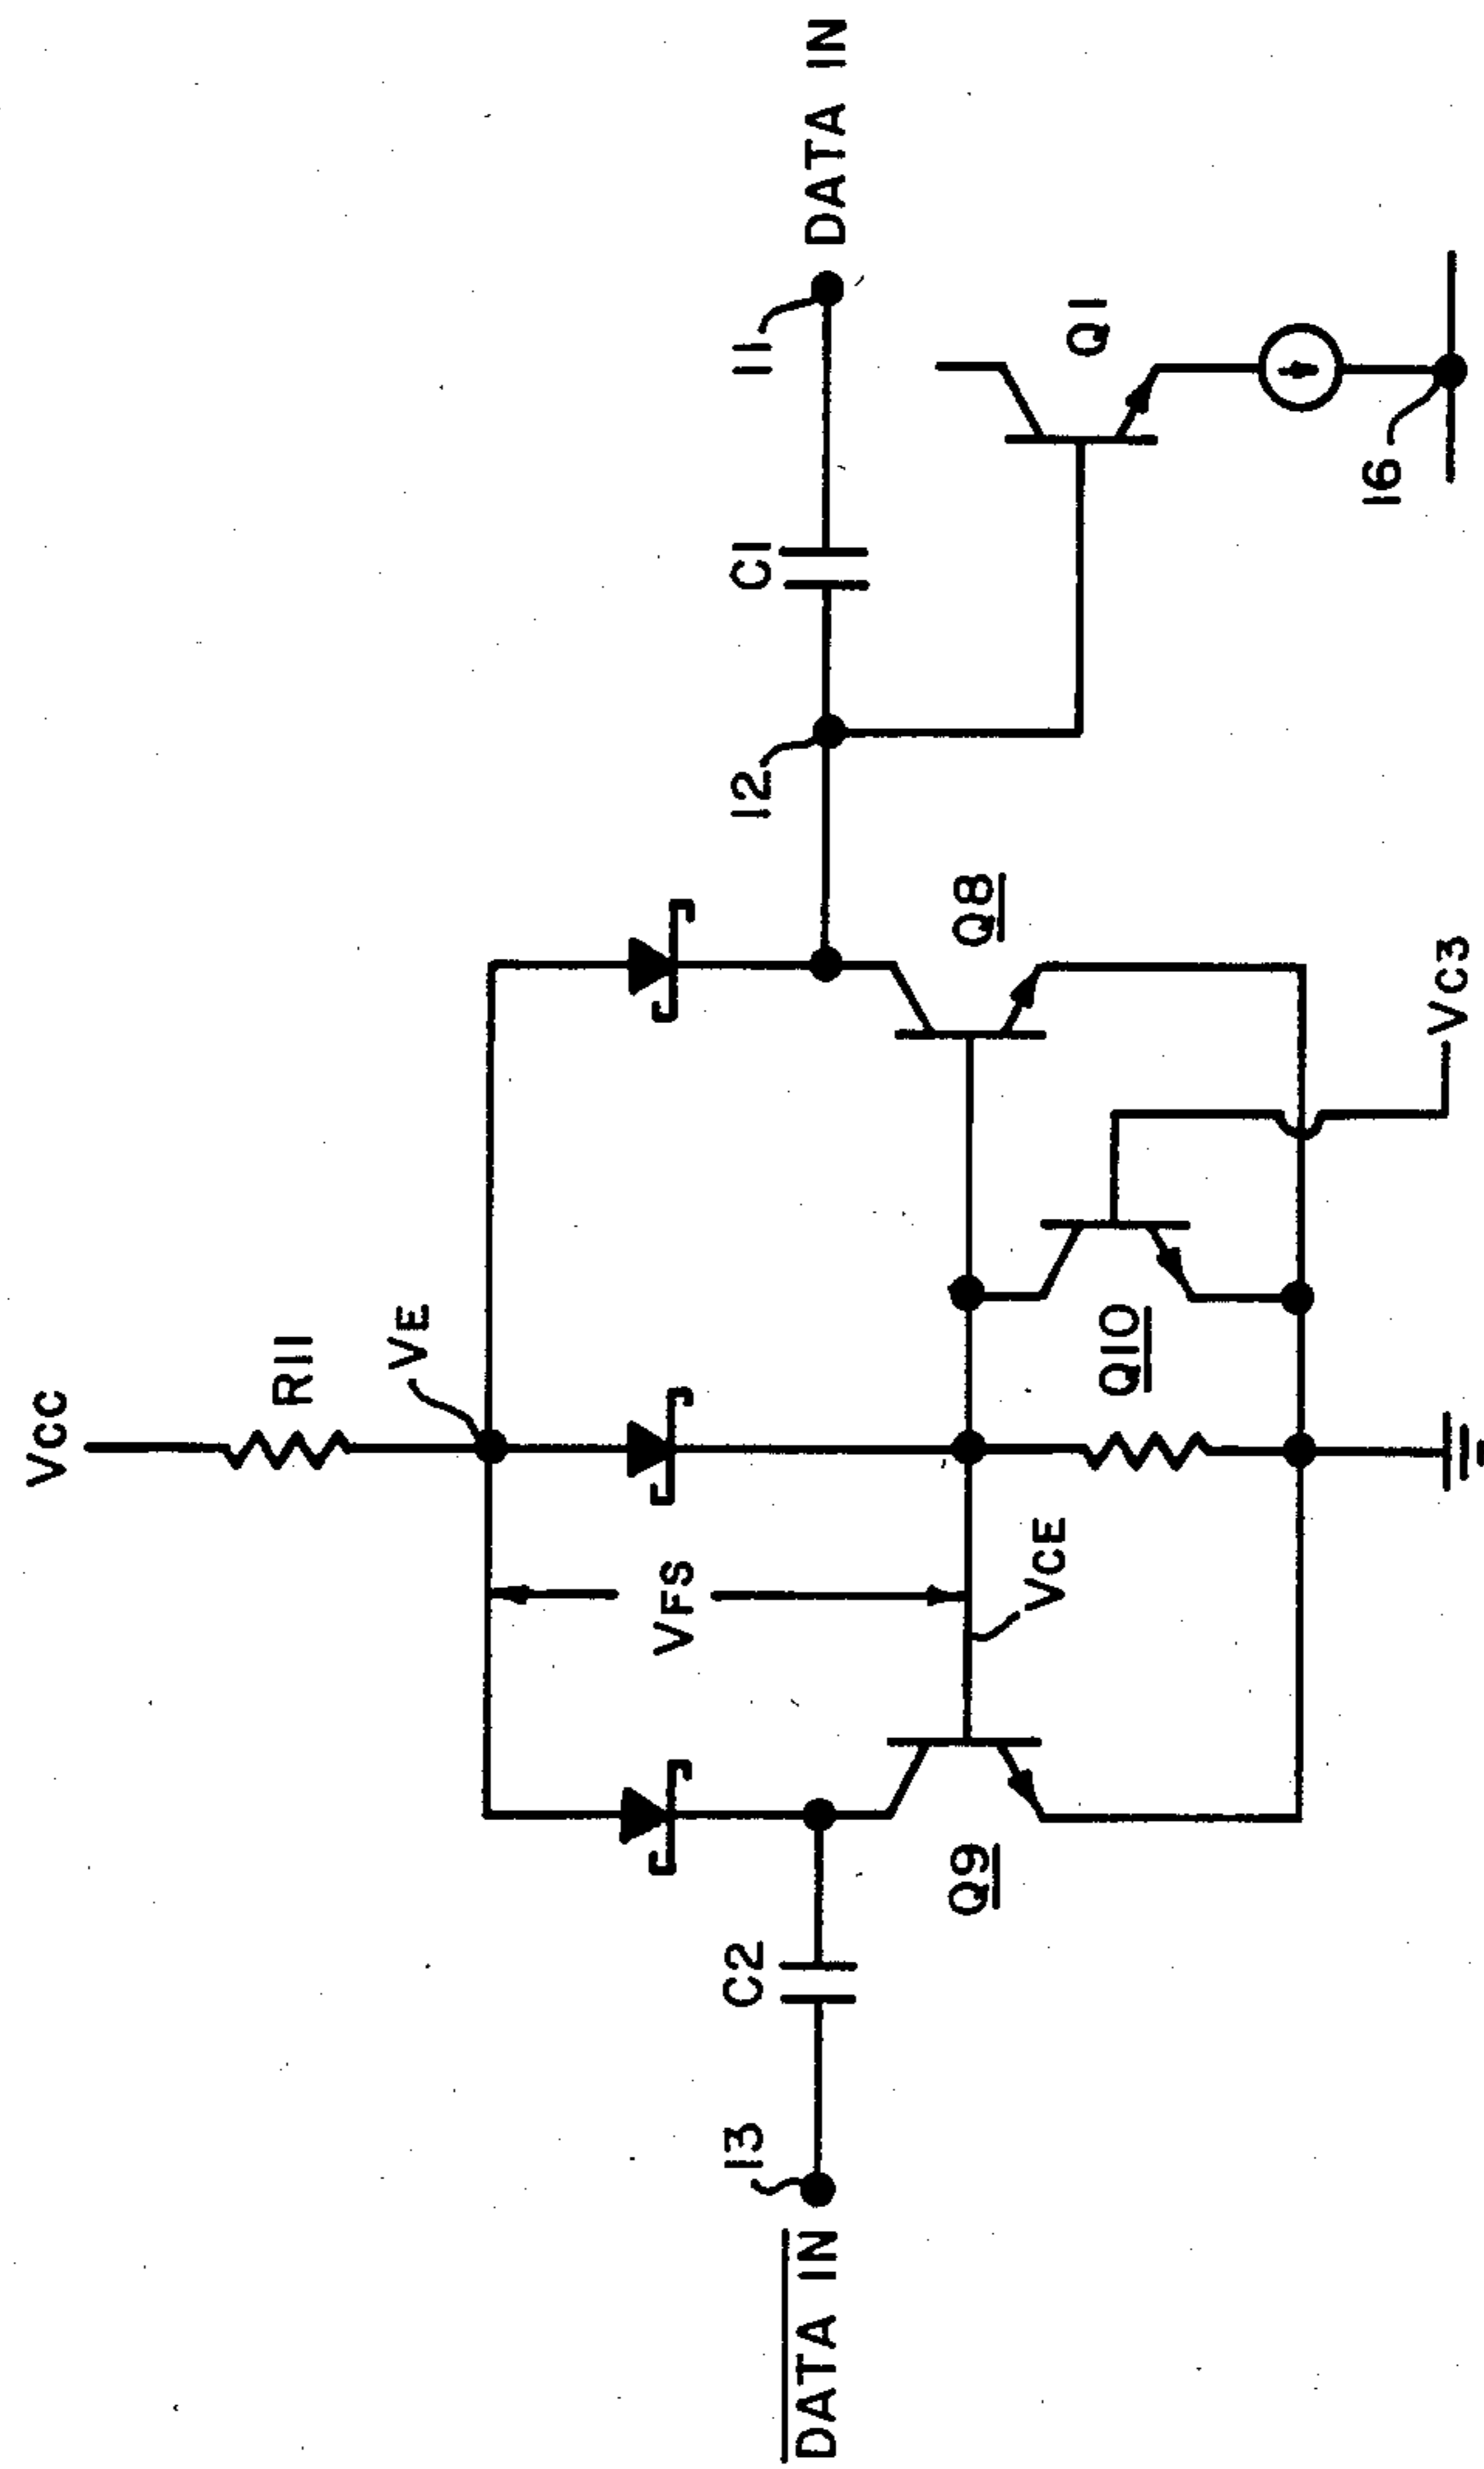 VCC
R11
VE
VFS
VCE
DATA IN
13
C2
Q9
Q10
Q8
VC3
12
C1
11
DATA IN
Q1
16